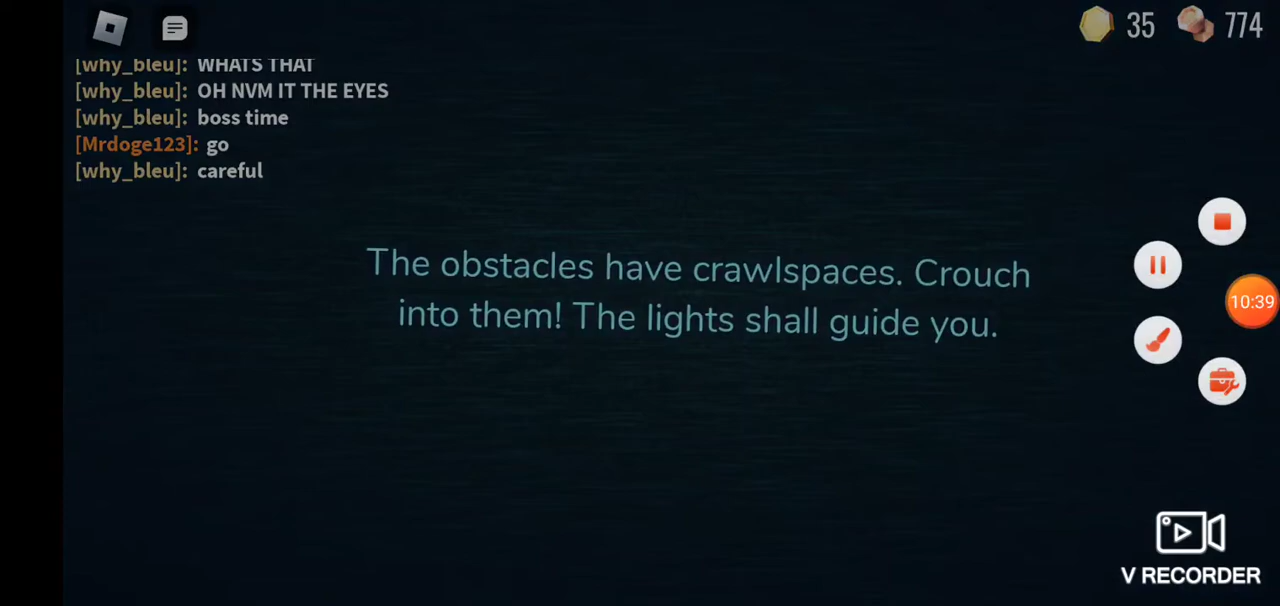 35 774
[why_bleu]: WHATS THAT
[why_bleu]: OH NVM IT THE EYES
[why_bleu]: boss time
[Mrdoge123]: go
[why_bleu]: careful
The obstacles have crawlspaces. Crouch
into them! The lights shall guide you.
10:39
V RECORDER